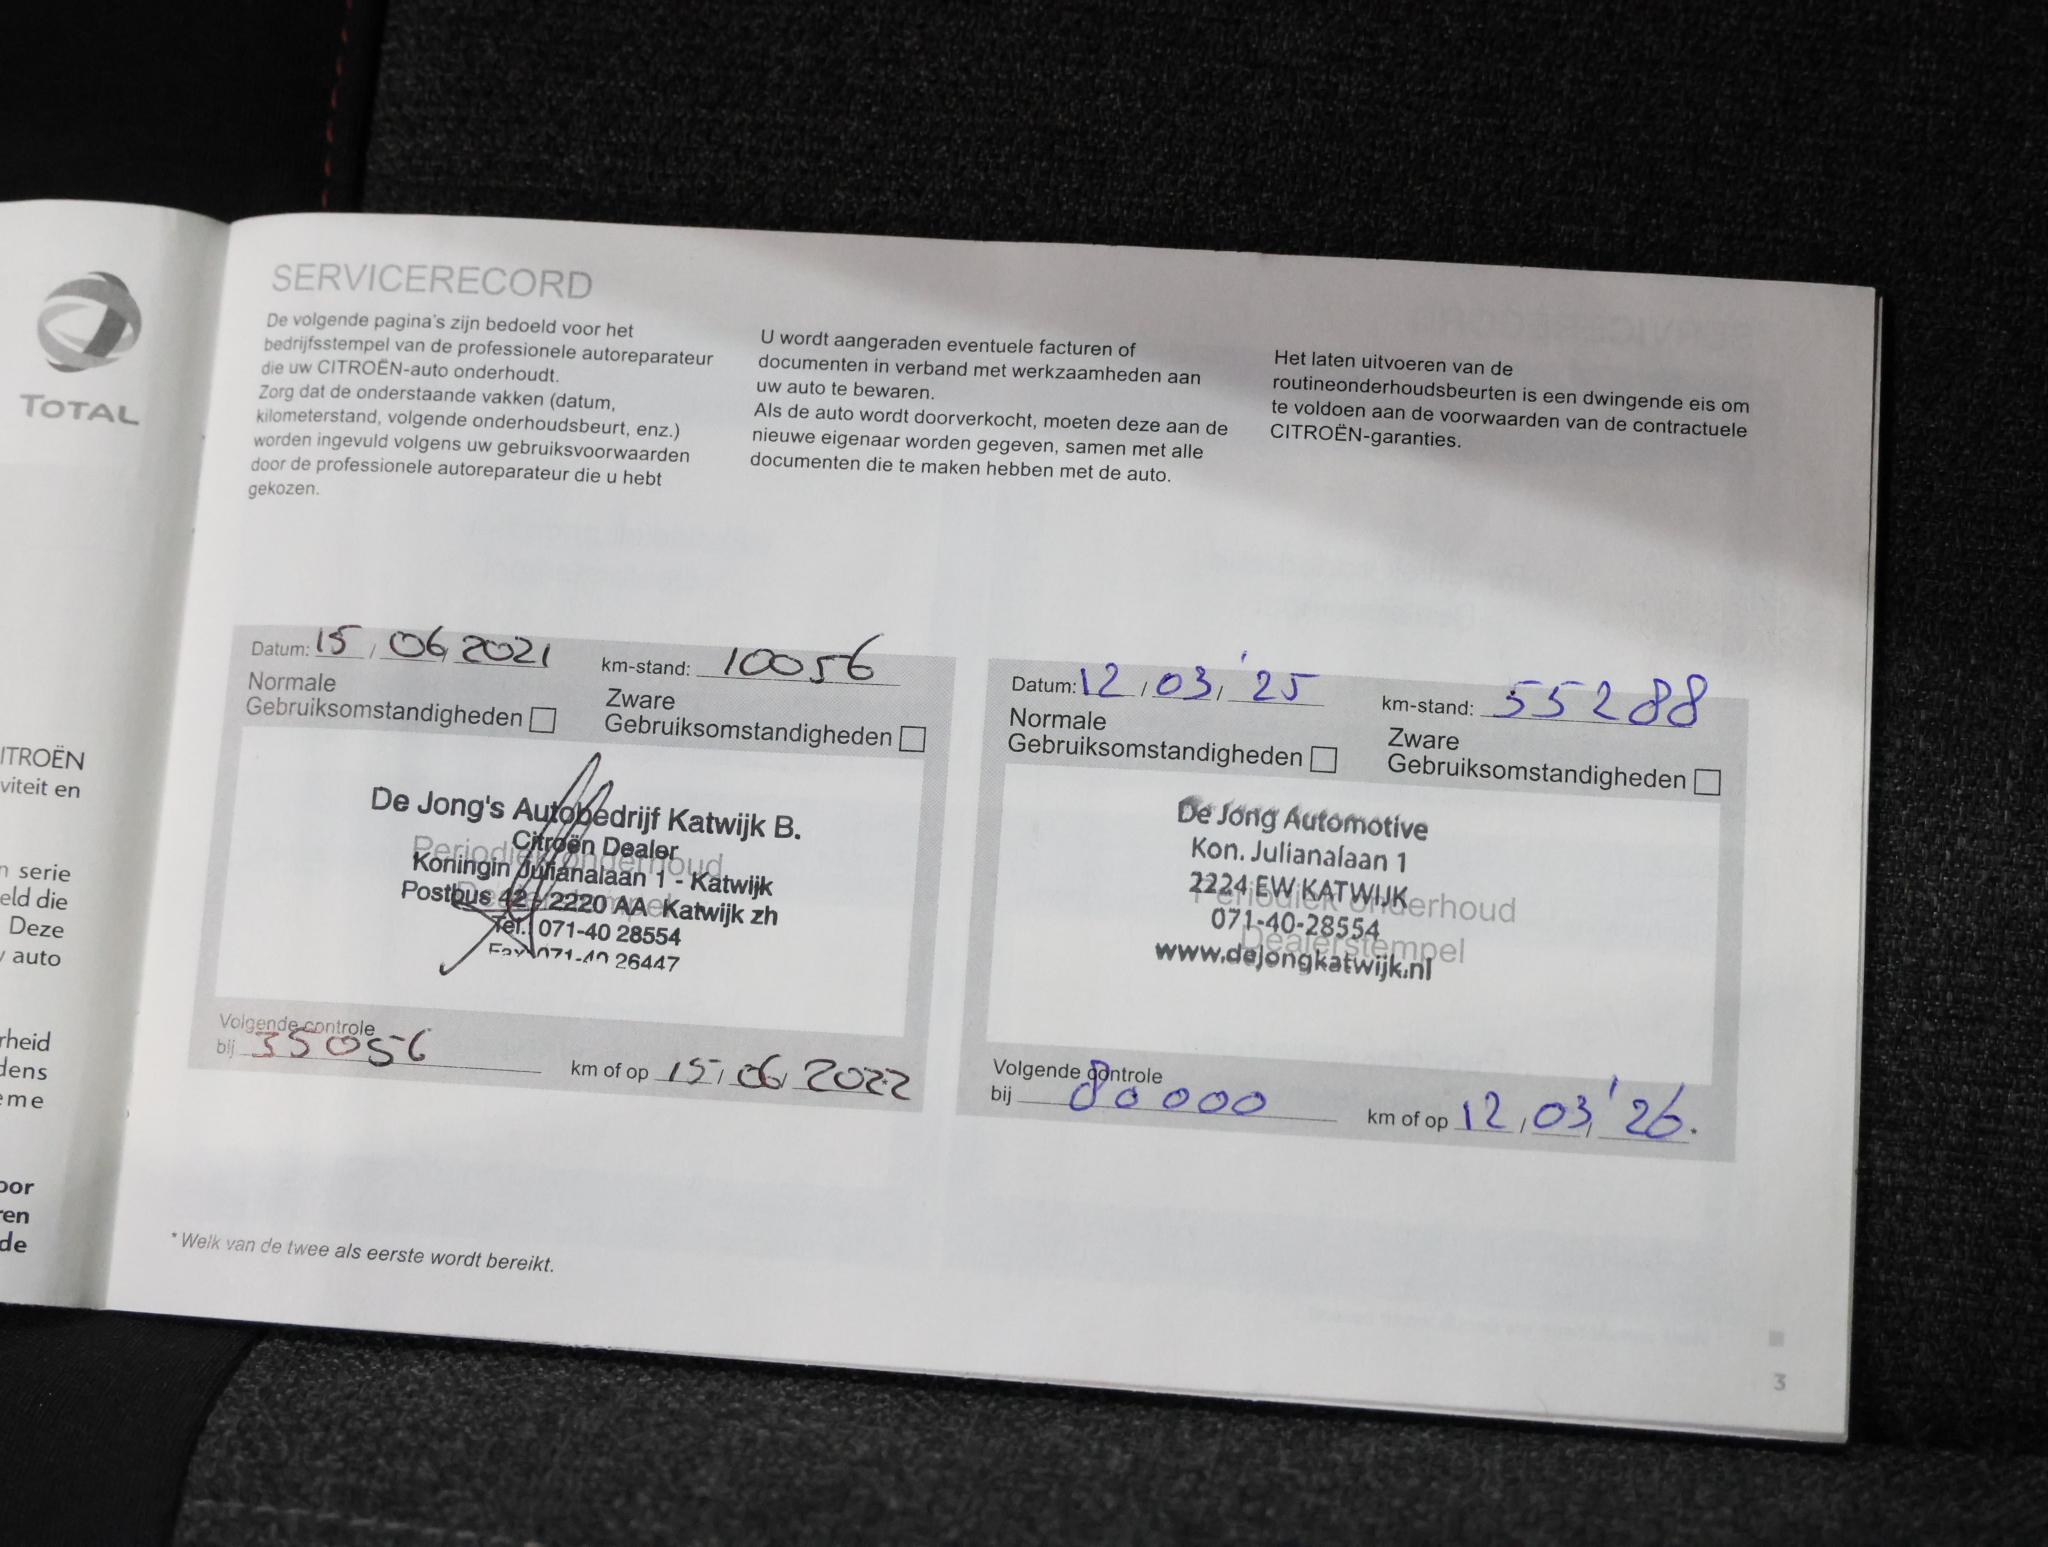 TOTAL
ITROËN
viteit en
n serie
eld die
Deze
auto
rheid
dens
eme
oor
ren
de
SERVICERECORD
De volgende pagina's zijn bedoeld voor het
bedrijfsstempel van de professionele autoreparateur
die uw CITROËN-auto onderhoudt.
Zorg dat de onderstaande vakken (datum,
kilometerstand, volgende onderhoudsbeurt, enz.)
worden ingevuld volgens uw gebruiksvoorwaarden
door de professionele autoreparateur die u hebt
gekozen.
U wordt aangeraden eventuele facturen of
documenten in verband met werkzaamheden aan
uw auto te bewaren.
Als de auto wordt doorverkocht, moeten deze aan de
nieuwe eigenaar worden gegeven, samen met alle
documenten die te maken hebben met de auto.
Het laten uitvoeren van de
routineonderhoudsbeurten is een dwingende eis om
te voldoen aan de voorwaarden van de contractuele
CITROËN-garanties.
Datum: 15/06/2021 km-stand: 10056
Normale
Gebruiksomstandigheden
Zware
Gebruiksomstandigheden
De Jong's Autobedrijf Katwijk B.
Citroën Dealer
Periodiek onderhoud
Koningin Julianalaan 1 - Katwijk
Dealerstempel
Postbus 42 - 2220 AA Katwijk zh
Tel. 071-40 28554
Fax 071-40 26447
Volgende controle
bij 35056 km of op 15/06/2022
Datum: 12/03/'25 km-stand: 55288
Normale
Gebruiksomstandigheden
Zware
Gebruiksomstandigheden
De Jong Automotive
Kon. Julianalaan 1
2224 EW KATWIJK
Periodiek onderhoud
071-40-28554
Dealerstempel
www.dejongkatwijk.nl
Volgende controle
bij 80000 km of op 12/03/'26.*
* Welk van de twee als eerste wordt bereikt.
3